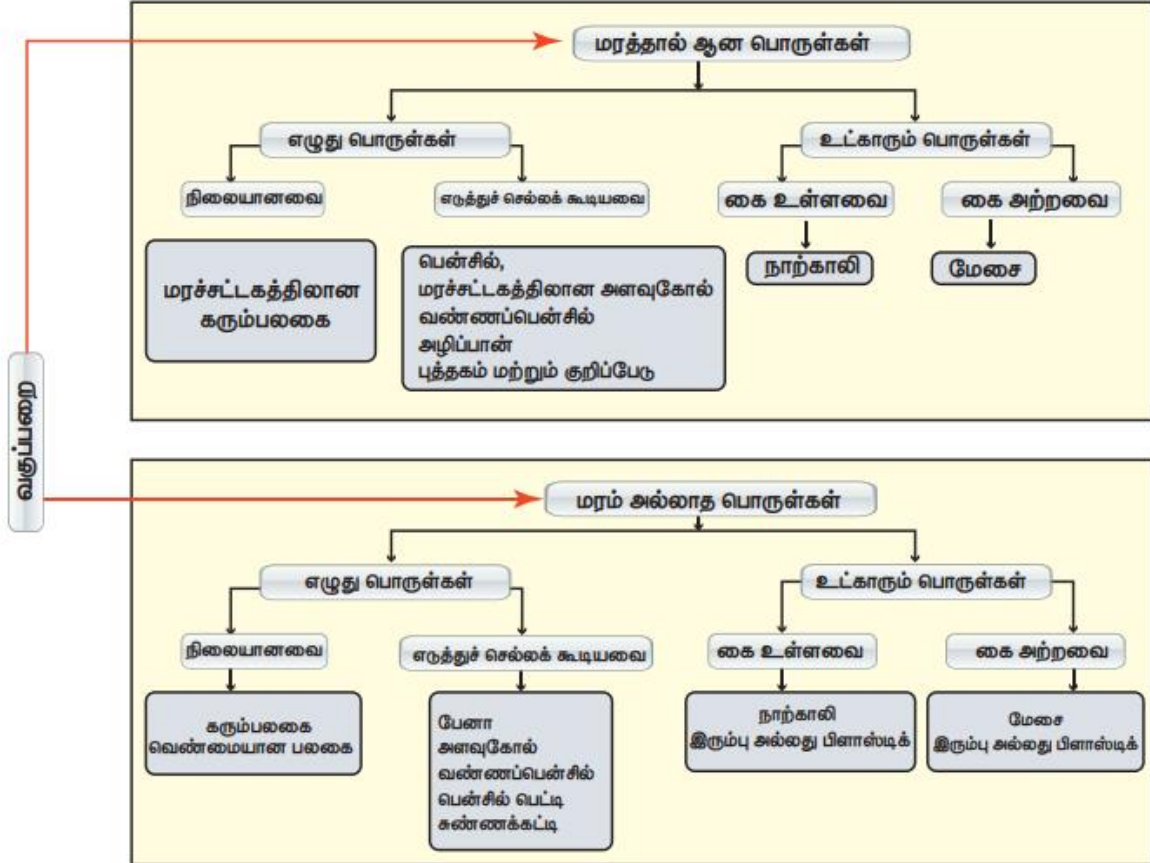 வகுப்பறை
மரத்தால் ஆன பொருள்கள்
எழுது பொருள்கள்
உட்காரும் பொருள்கள்
நிலையானவை
எடுத்துச் செல்லக் கூடியவை
கை உள்ளவை
கை அற்றவை
மரச்சட்டகத்திலான
கரும்பலகை
பென்சில்,
மரச்சட்டகத்திலான அளவுகோல்
வண்ணப்பென்சில்
அழிப்பான்
புத்தகம் மற்றும் குறிப்பேடு
நாற்காலி
மேசை
மரம் அல்லாத பொருள்கள்
எழுது பொருள்கள்
உட்காரும் பொருள்கள்
நிலையானவை
எடுத்துச் செல்லக் கூடியவை
கை உள்ளவை
கை அற்றவை
கரும்பலகை
வெண்மையான பலகை
பேனா
அளவுகோல்
வண்ணப்பென்சில்
பென்சில் பெட்டி
சுண்ணக்கட்டி
நாற்காலி
இரும்பு அல்லது பிளாஸ்டிக்
மேசை
இரும்பு அல்லது பிளாஸ்டிக்